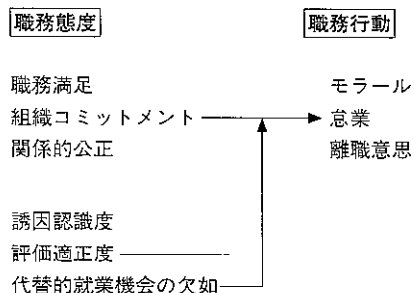 職務態度
職務行動
職務満足
モラール
組織コミットメント
怠業
関係的公正
離職意思
誘因認識度
評価適正度
代替的就業機会の欠如